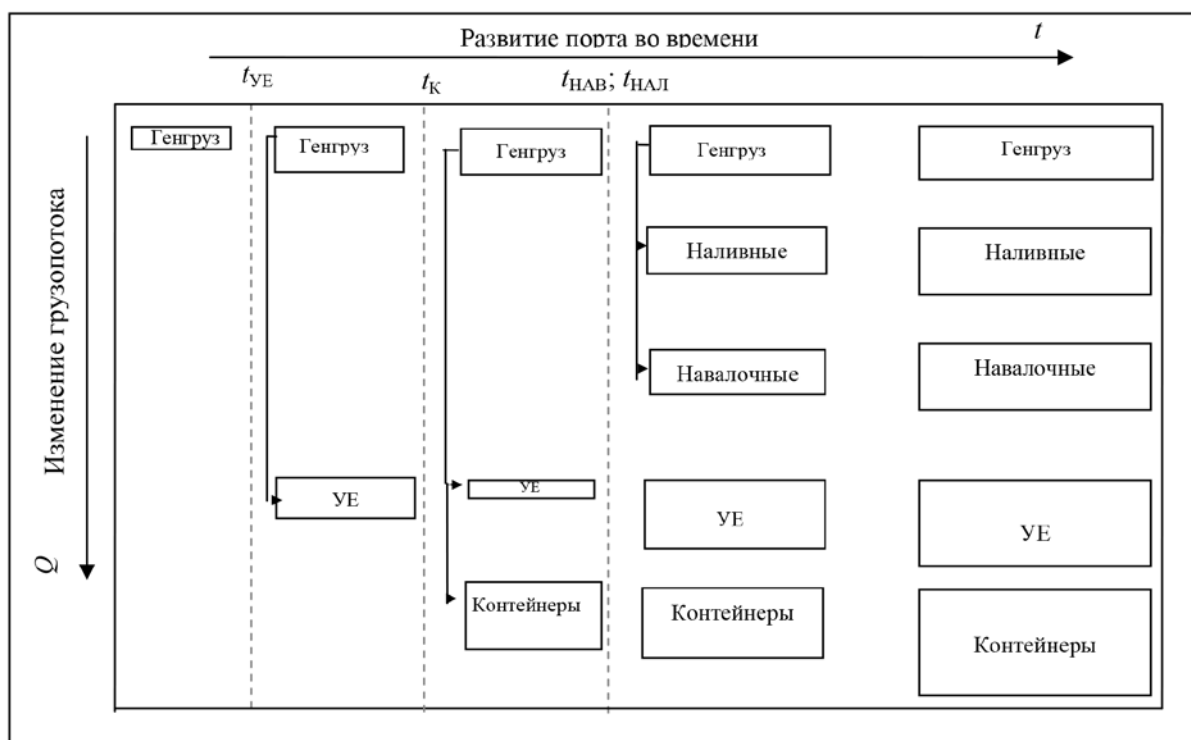 Развитие порта во времени
t
tУЕ
tК
tНАВ; tНАЛ
Изменение грузопотока
Q
Генгруз
Генгруз
Генгруз
Генгруз
Генгруз
Наливные
Наливные
Навалочные
Навалочные
УЕ
УЕ
УЕ
УЕ
Контейнеры
Контейнеры
Контейнеры